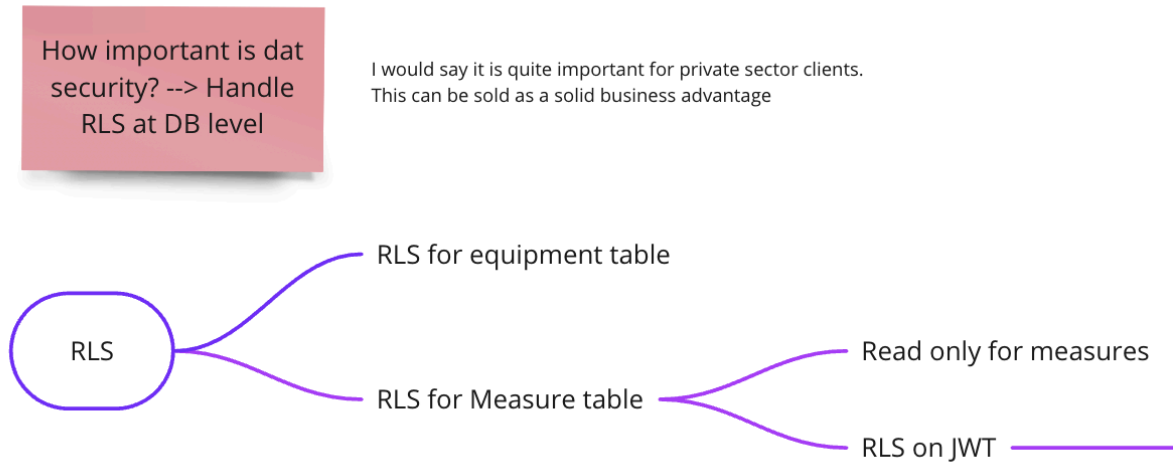 How important is dat
security? --> Handle
RLS at DB level
I would say it is quite important for private sector clients.
This can be sold as a solid business advantage
RLS for equipment table
RLS
RLS for Measure table
Read only for measures
RLS on JWT